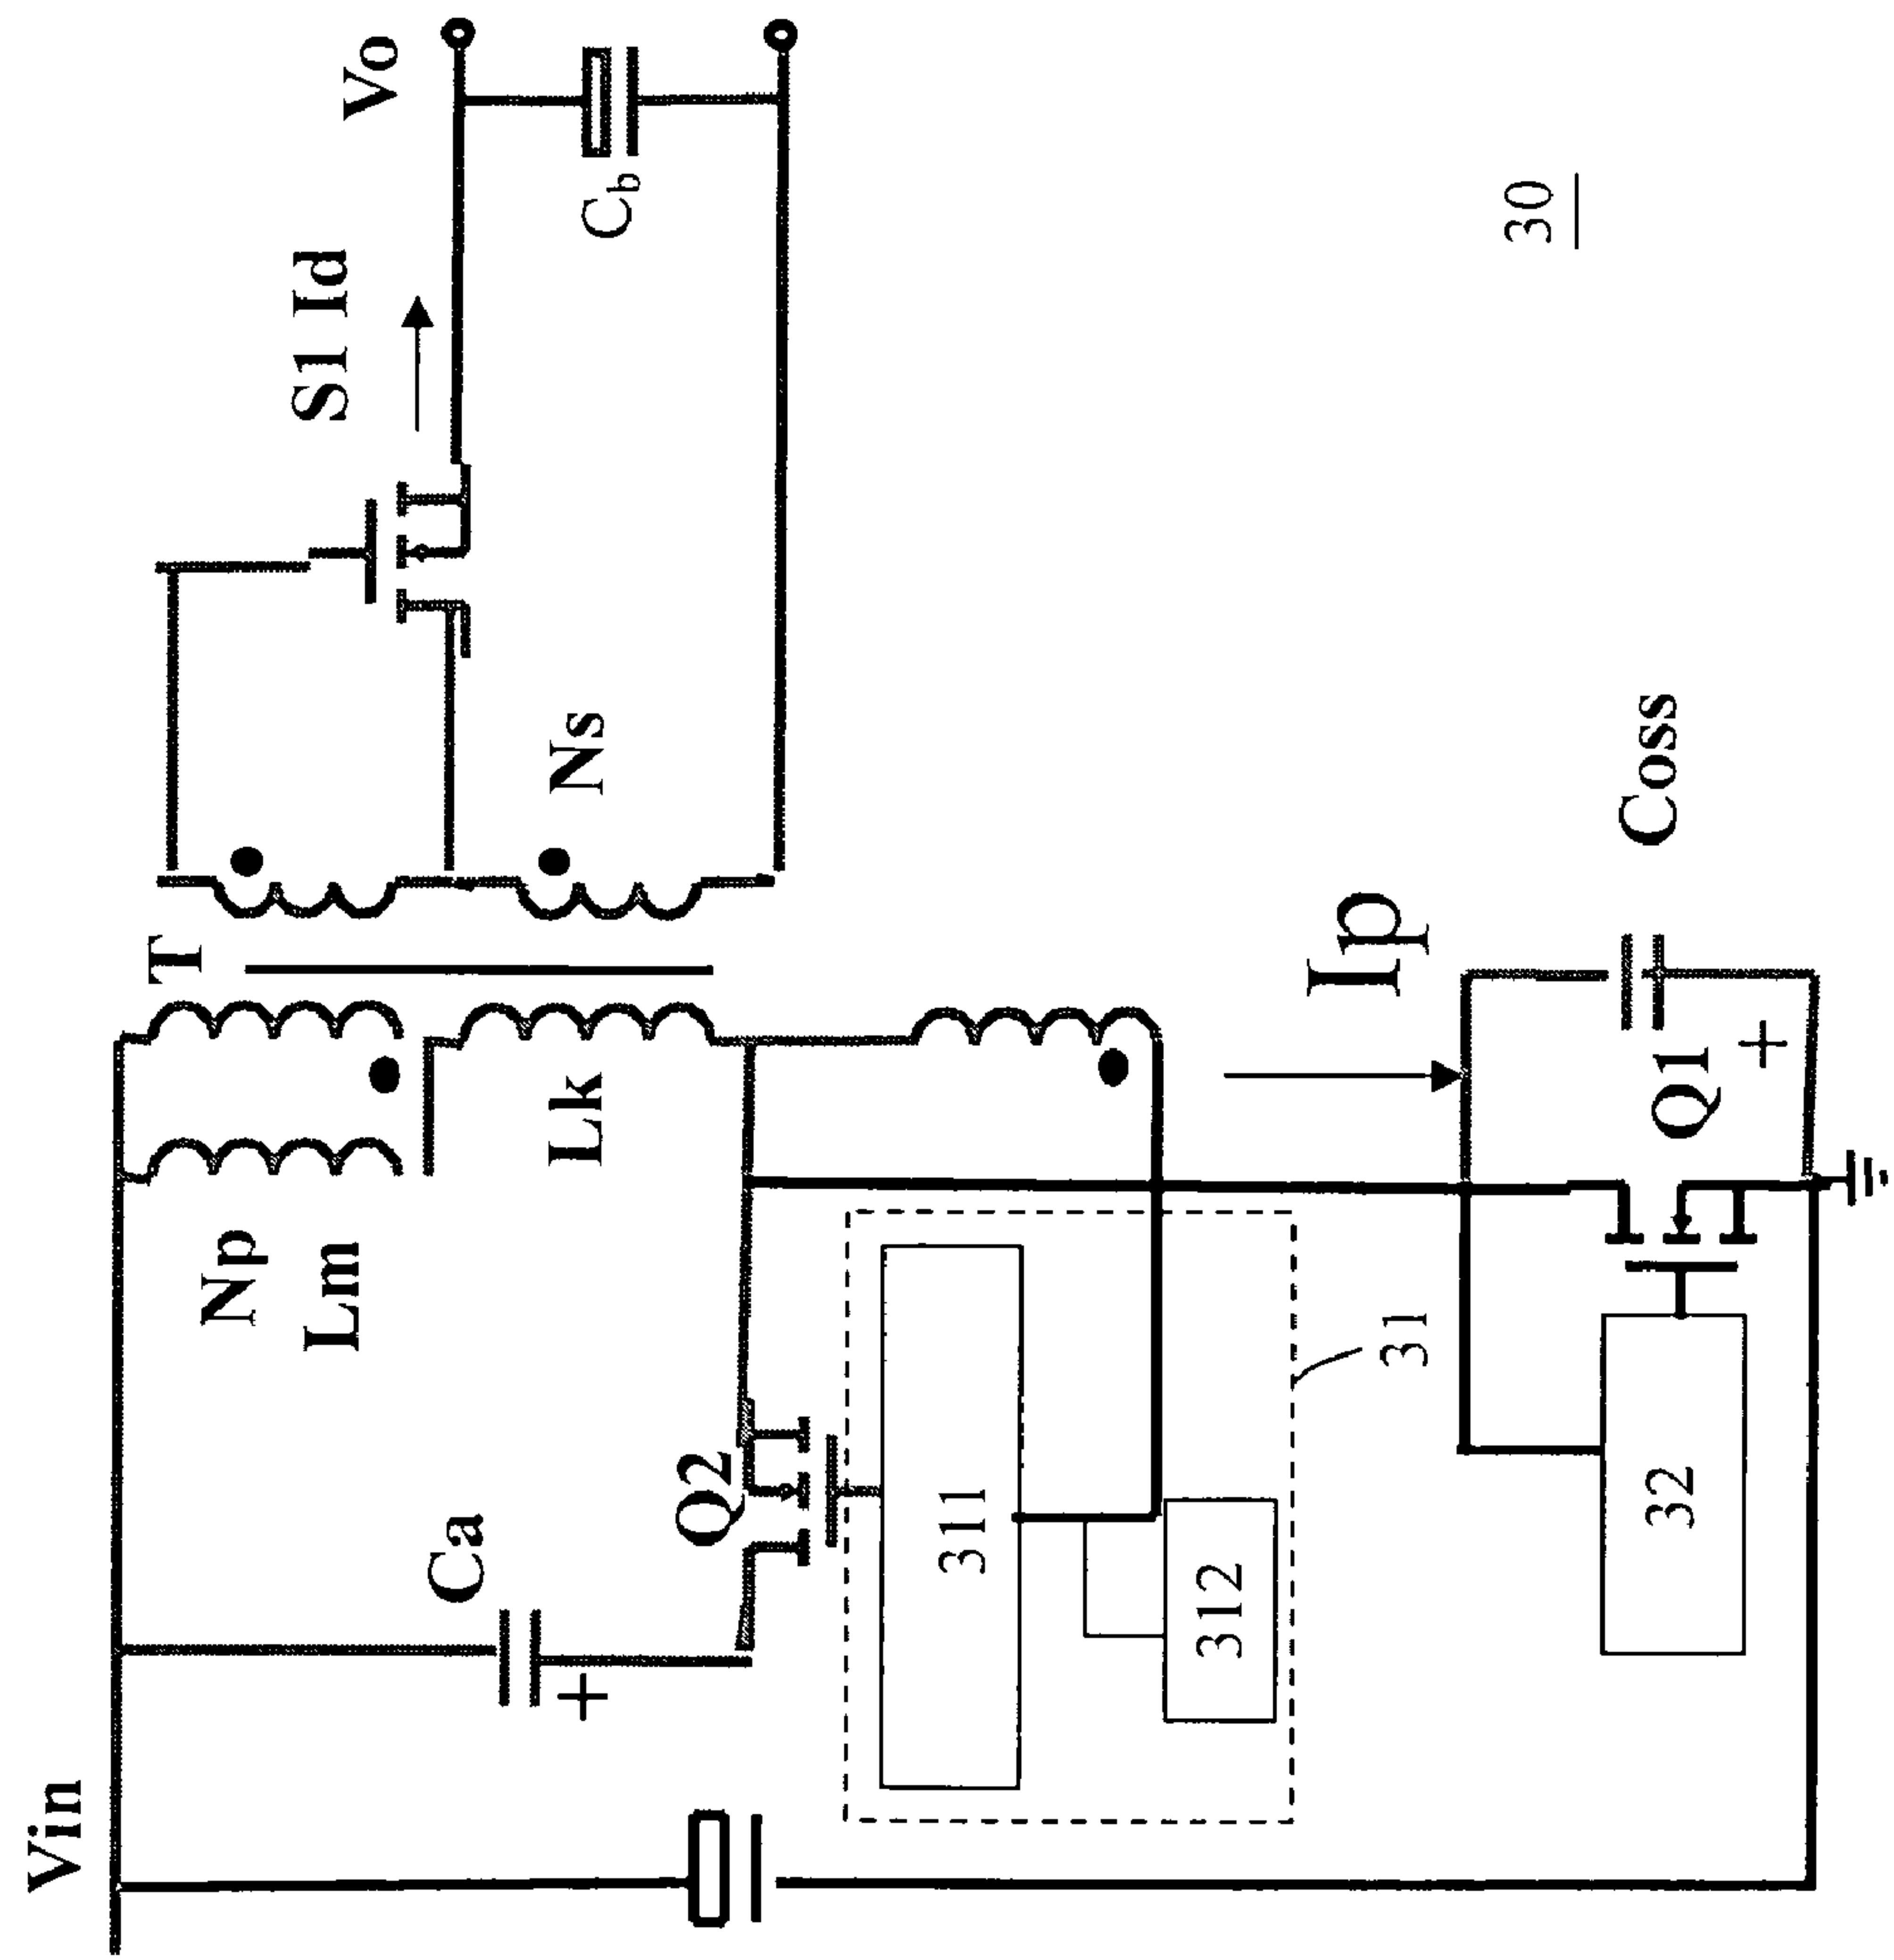 Vin
Ca
Np
Lm
T
Lk
Ns
S1 Id
Vo
Cb
Q2
311
312
31
Ip
32
Q1
+
+
Coss
30